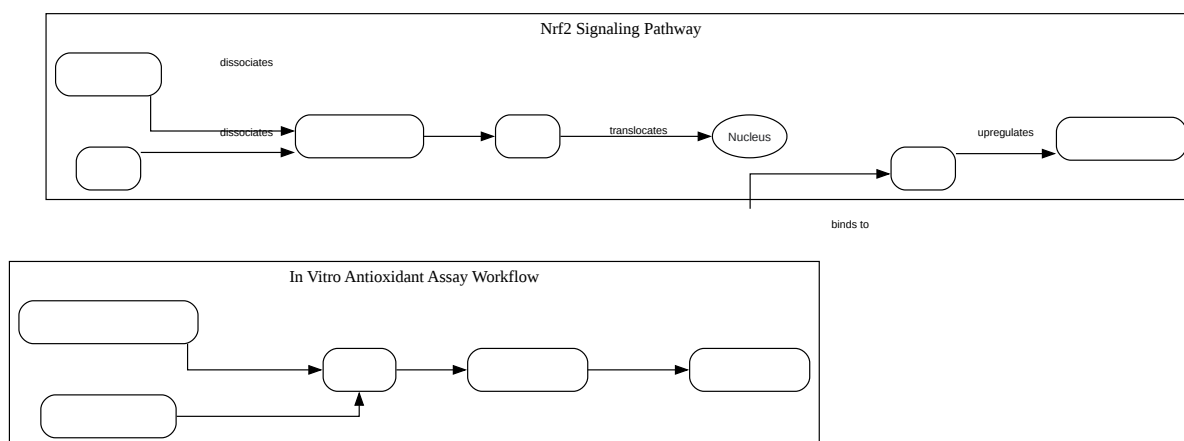 Nrf2 Signaling Pathway
dissociates
dissociates
translocates
Nucleus
upregulates
binds to
In Vitro Antioxidant Assay Workflow